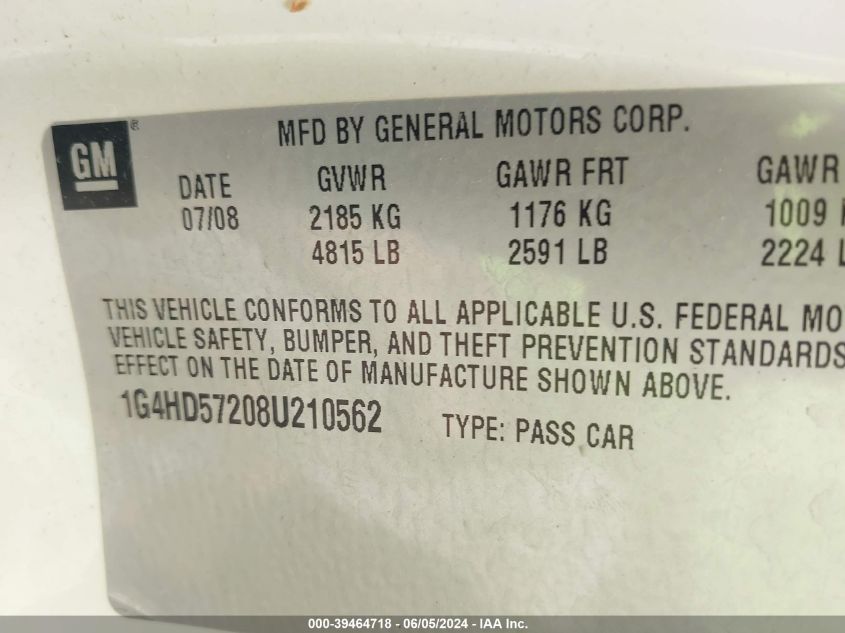 GM ®
MFD BY GENERAL MOTORS CORP.
DATE GVWR GAWR FRT GAWR
07/08 2185 KG 1176 KG 1009
4815 LB 2591 LB 2224 L
THIS VEHICLE CONFORMS TO ALL APPLICABLE U.S. FEDERAL MO
VEHICLE SAFETY, BUMPER, AND THEFT PREVENTION STANDARDS
EFFECT ON THE DATE OF MANUFACTURE SHOWN ABOVE.
1G4HD57208U210562 TYPE: PASS CAR
000-39464718 - 06/05/2024 - IAA Inc.